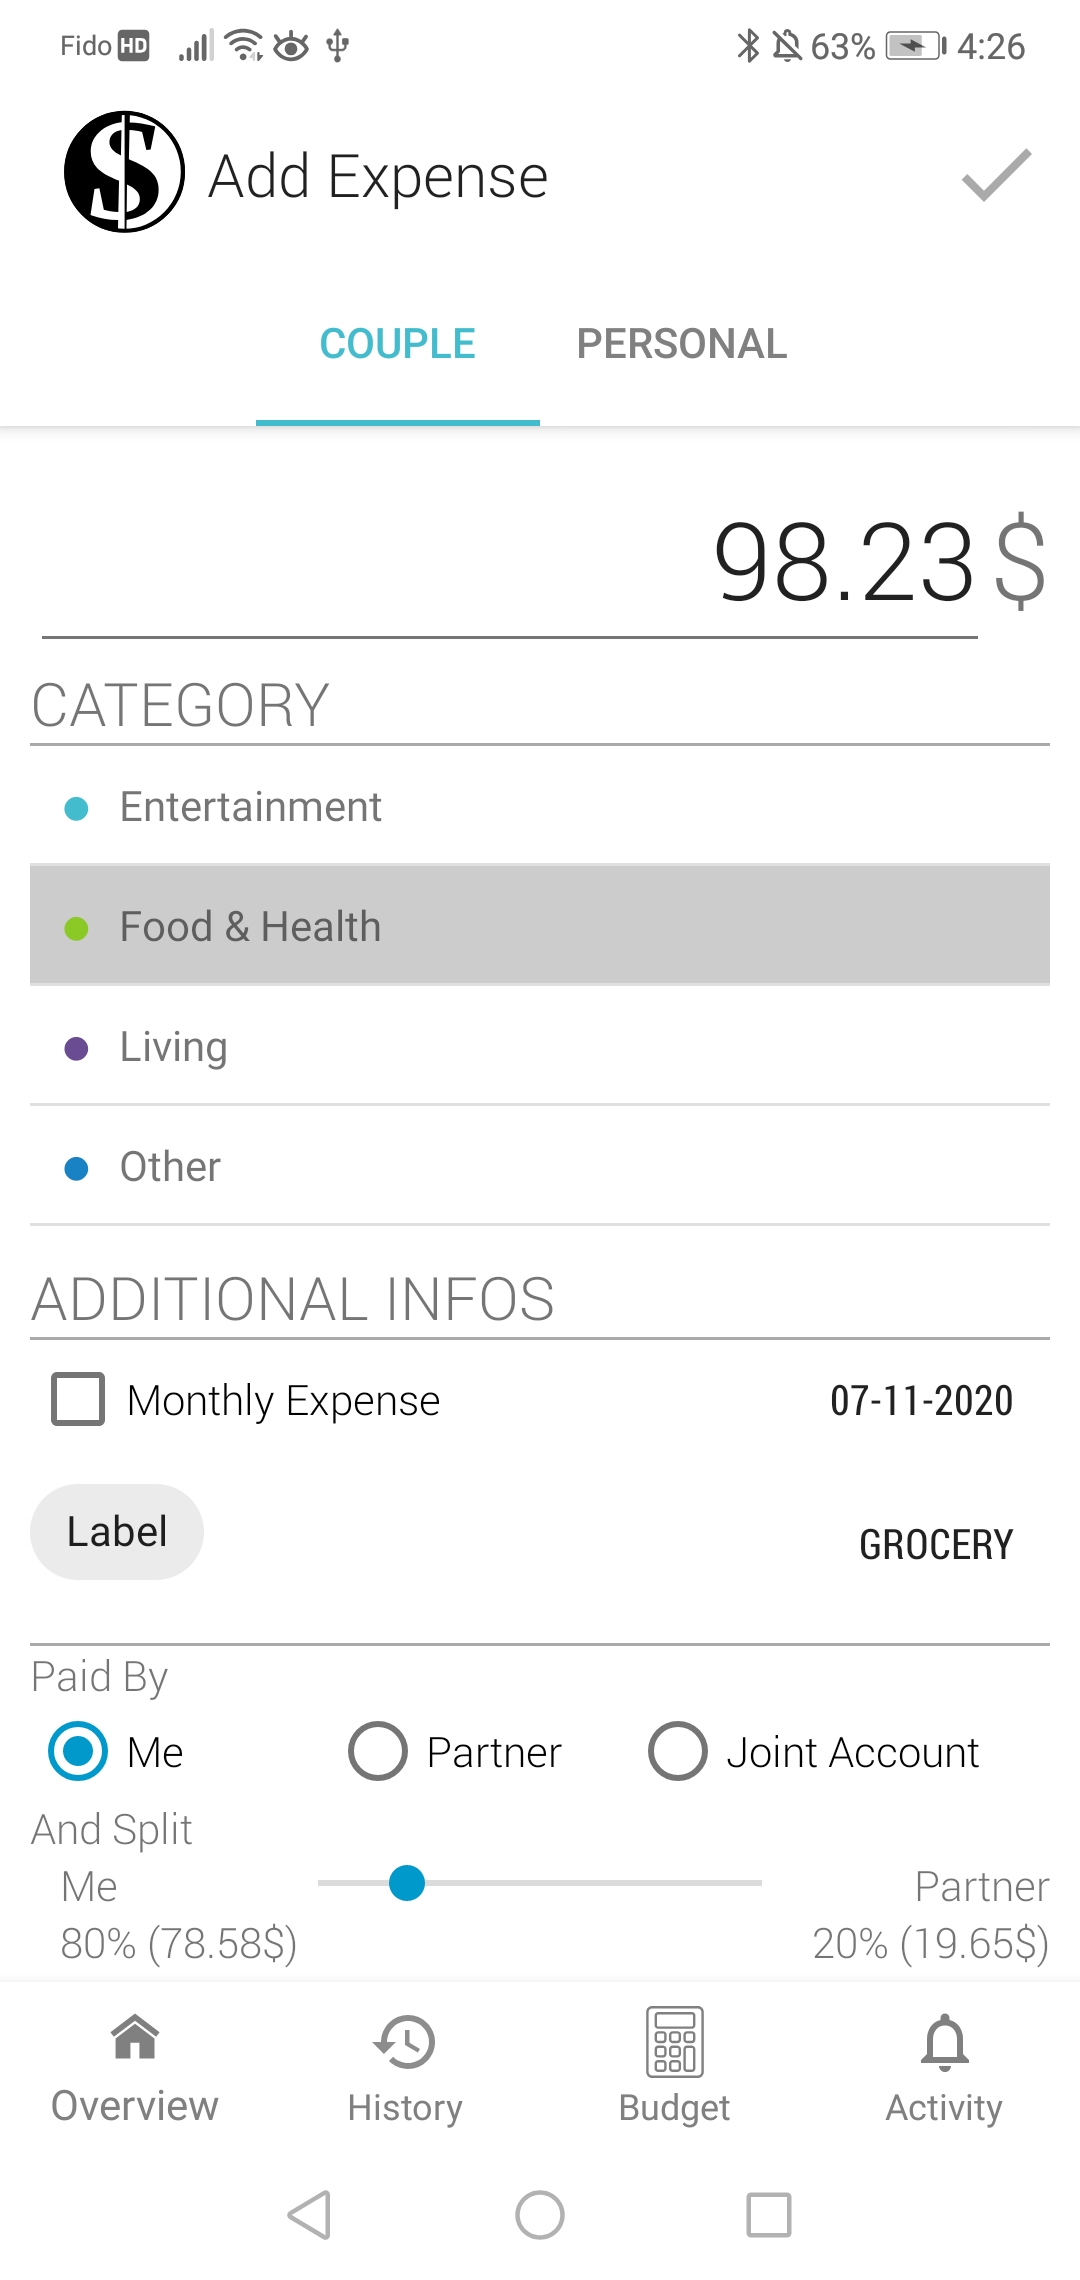 Fido HD 63% 4:26
$ Add Expense
COUPLE PERSONAL
98.23 $
CATEGORY
Entertainment
Food & Health
Living
Other
ADDITIONAL INFOS
Monthly Expense 07-11-2020
Label GROCERY
Paid By
Me Partner Joint Account
And Split
Me Partner
80% (78.58$) 20% (19.65$)
Overview History Budget Activity